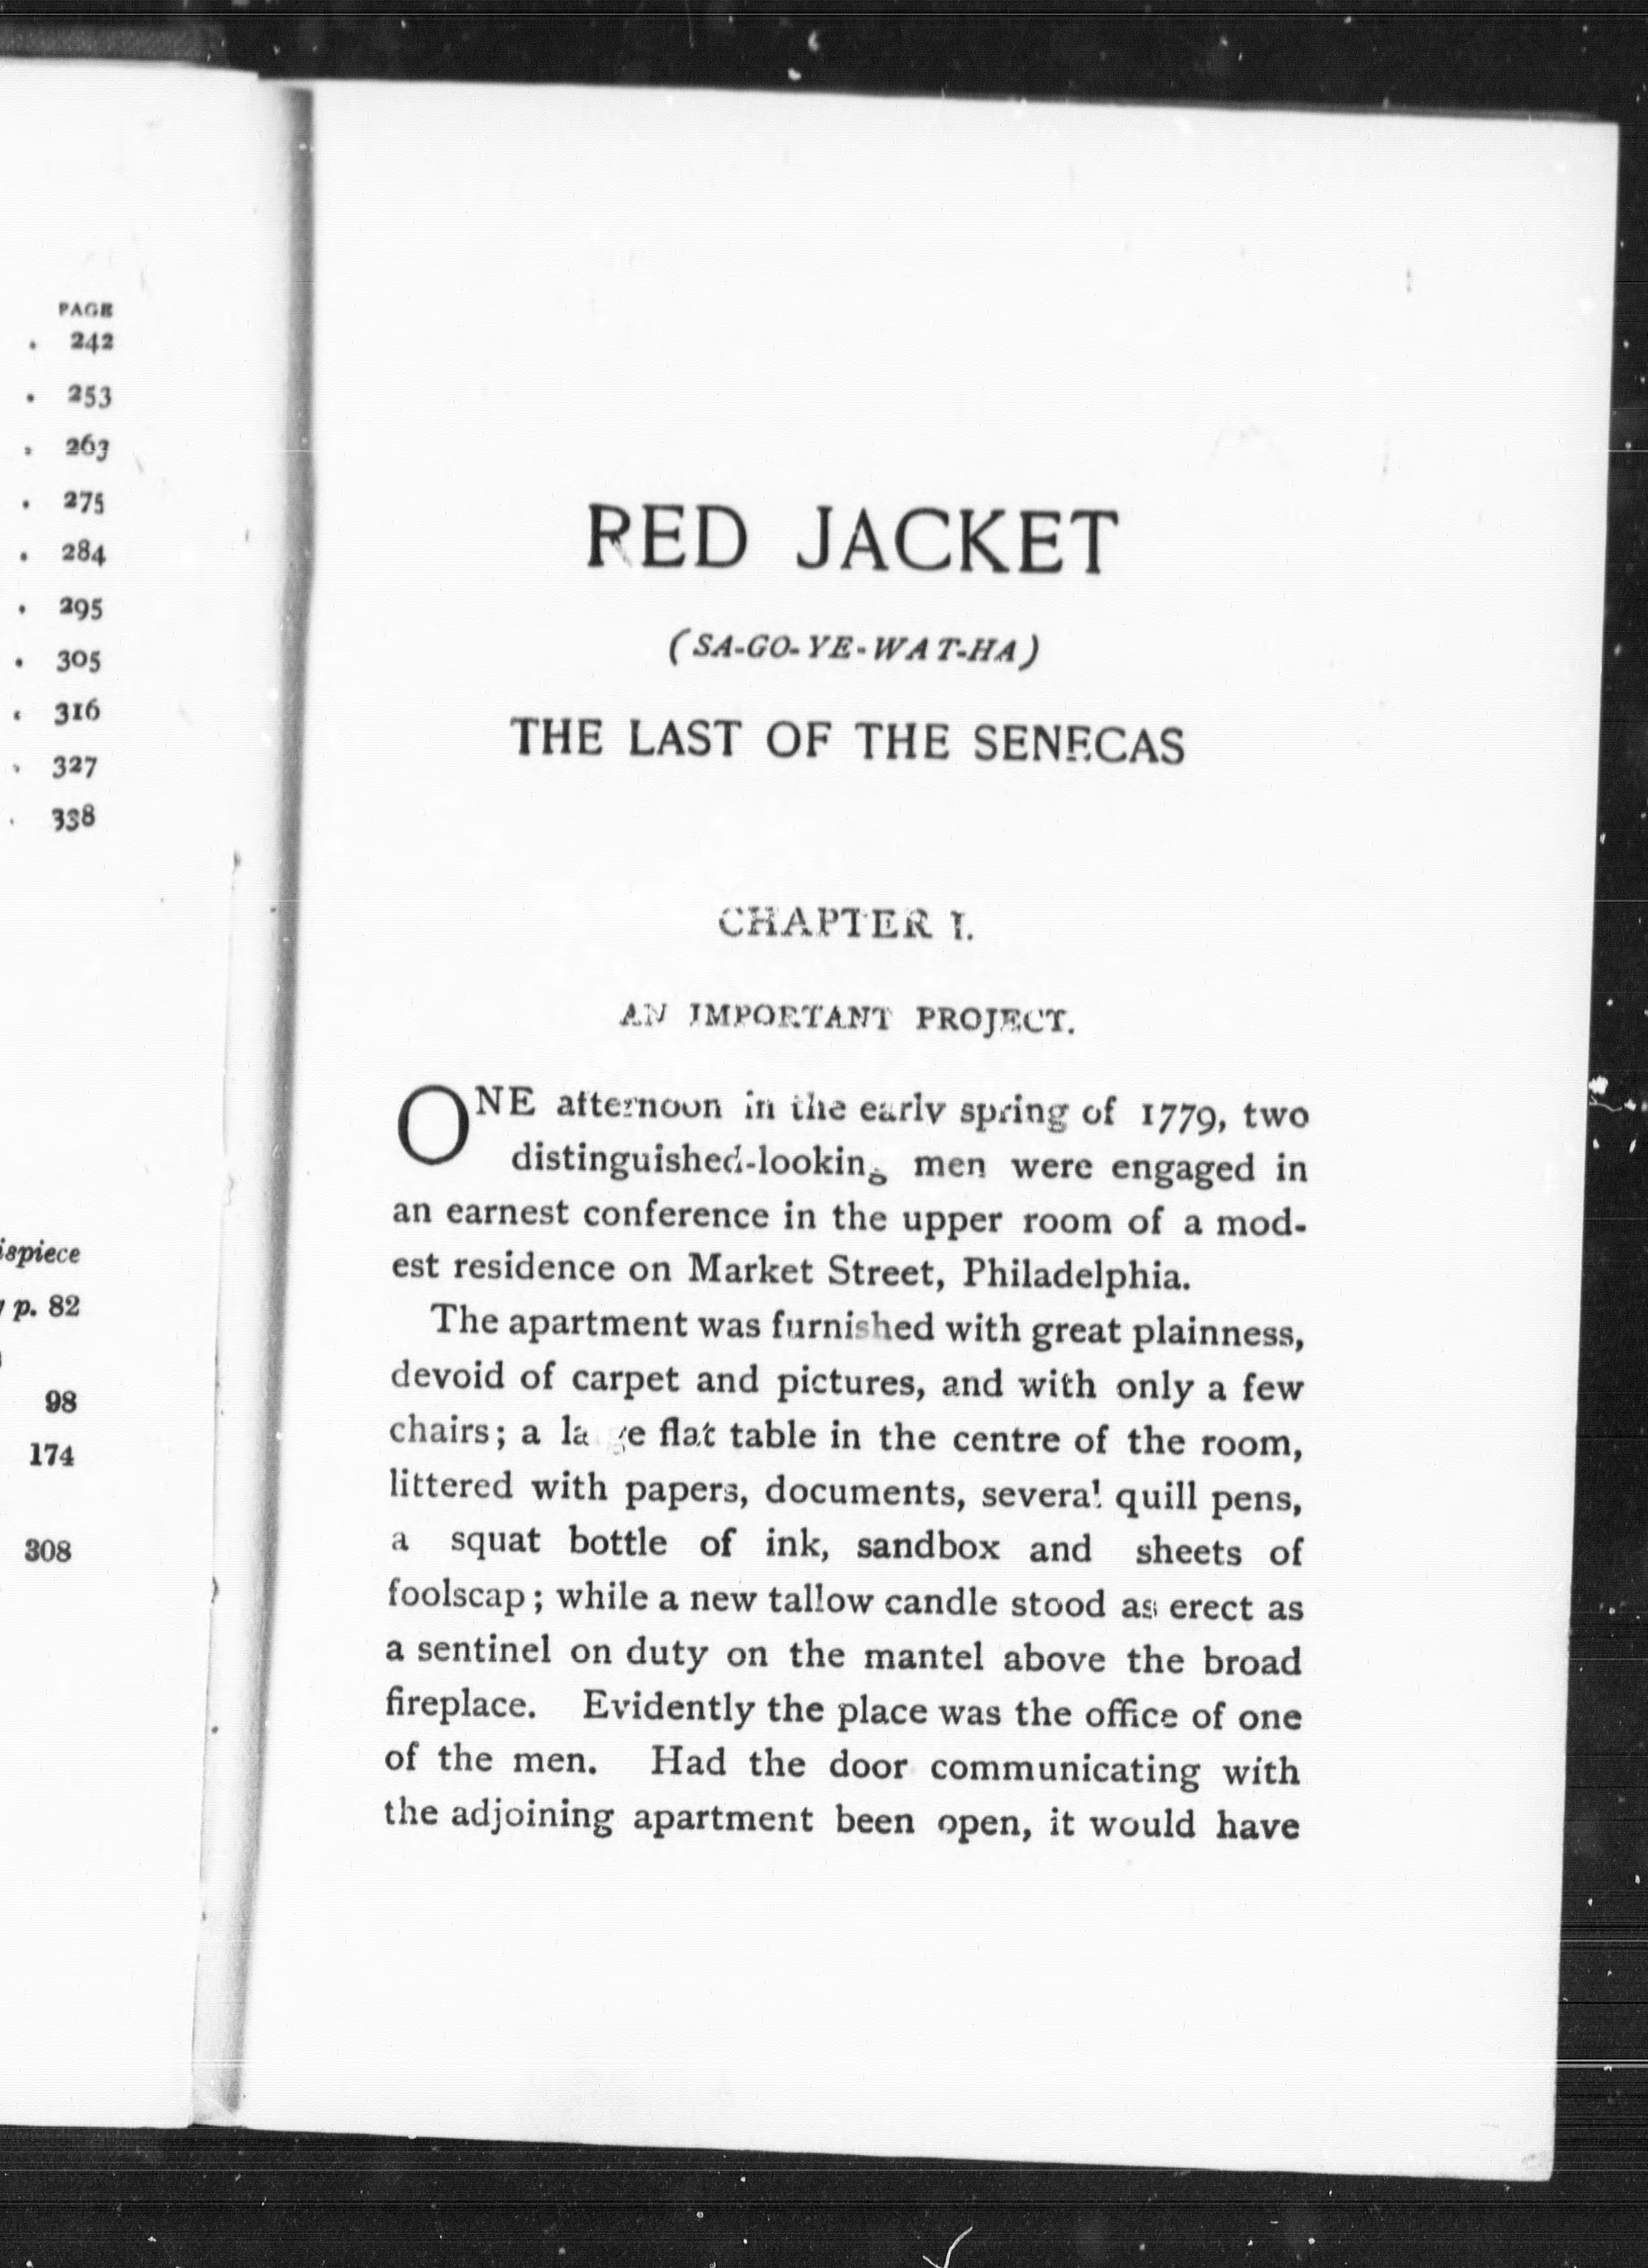 PAGE
. 242
. 253
. 263
. 275
. 284
. 295
. 305
. 316
. 327
. 338
p. 82
98
174
308
RED JACKET
(SA-GO-YE-WAT-HA)
THE LAST OF THE SENECAS
CHAPTER I.
AN IMPORTANT PROJECT.
ONE afternoon in the early spring of 1779, two
distinguished-looking men were engaged in
an earnest conference in the upper room of a mod-
est residence on Market Street, Philadelphia.
The apartment was furnished with great plainness,
devoid of carpet and pictures, and with only a few
chairs; a large flat table in the centre of the room,
littered with papers, documents, several quill pens,
a squat bottle of ink, sandbox and sheets of
foolscap; while a new tallow candle stood as erect as
a sentinel on duty on the mantel above the broad
fireplace. Evidently the place was the office of one
of the men. Had the door communicating with
the adjoining apartment been open, it would have